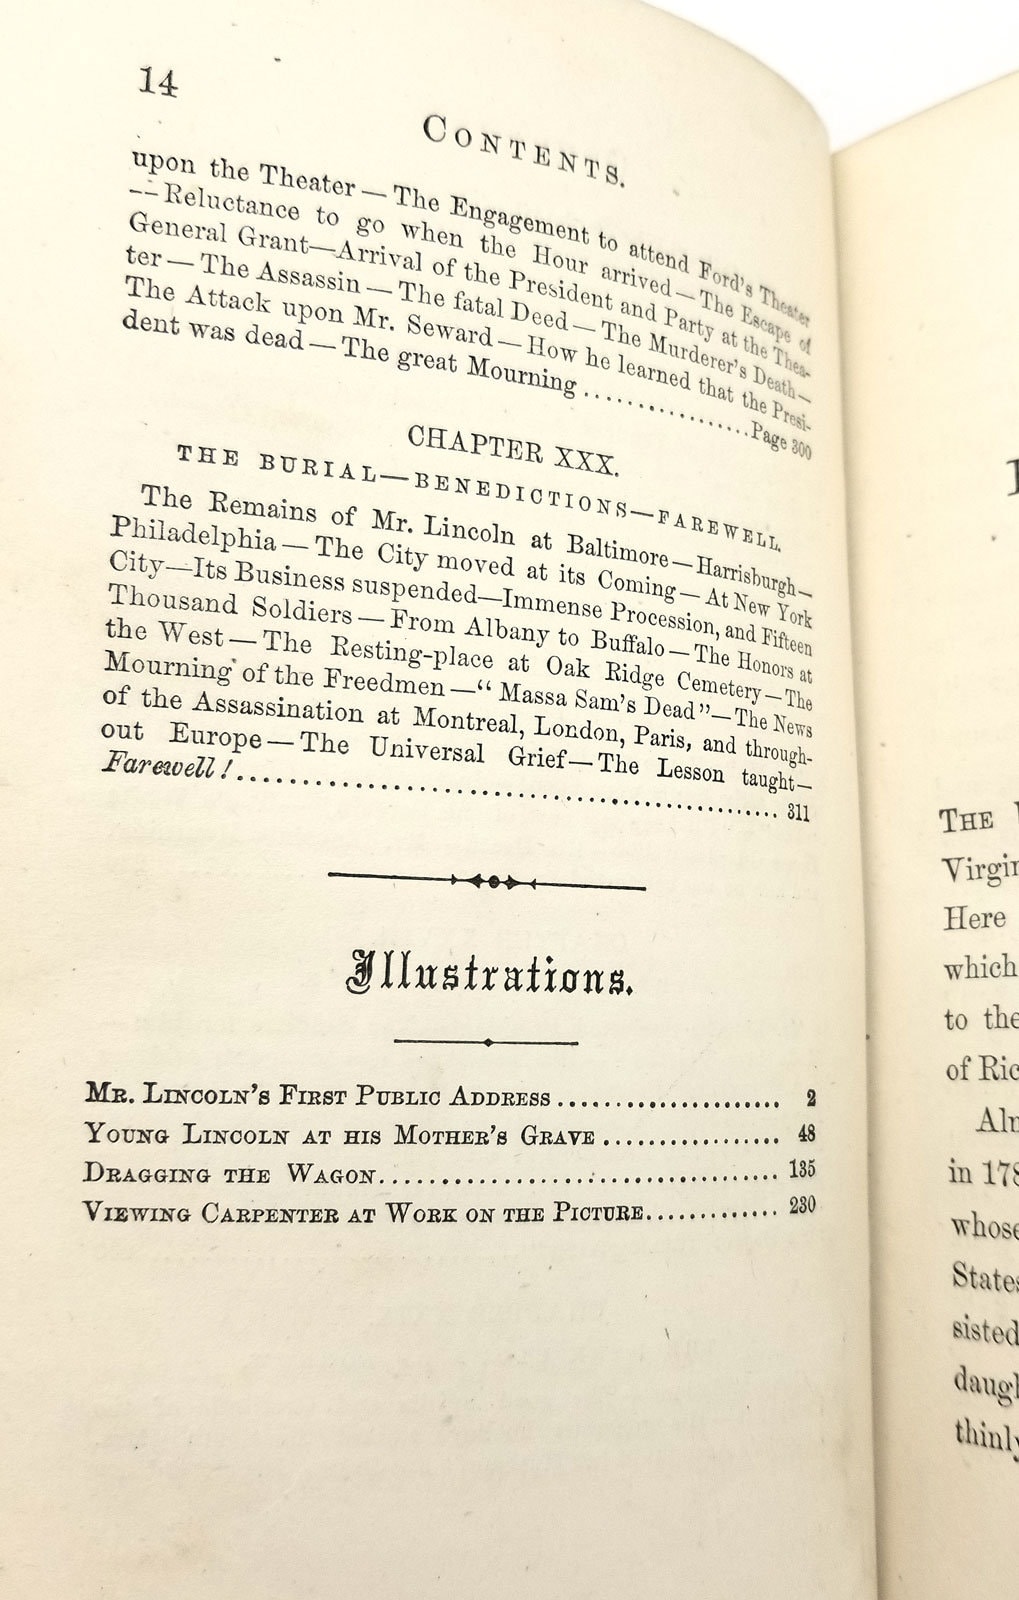 14
CONTENTS.
upon the Theater — The Engagement to attend Ford's Theater
— Reluctance to go when the Hour arrived — The Escape of
General Grant—Arrival of the President and Party at the Thea-
ter — The Assassin — The fatal Deed — The Murderer's Death —
The Attack upon Mr. Seward — How he learned that the Presi-
dent was dead — The great Mourning ................. Page 300
CHAPTER XXX.
THE BURIAL—BENEDICTIONS—FAREWELL.
The Remains of Mr. Lincoln at Baltimore — Harrisburgh —
Philadelphia — The City moved at its Coming — At New York
City—Its Business suspended—Immense Procession, and Fifteen
Thousand Soldiers — From Albany to Buffalo — The Honors at
the West — The Resting-place at Oak Ridge Cemetery — The
Mourning of the Freedmen — “ Massa Sam's Dead ”— The News
of the Assassination at Montreal, London, Paris, and through-
out Europe — The Universal Grief — The Lesson taught —
Farewell ! ............................................. 311
Illustrations.
MR. LINCOLN'S FIRST PUBLIC ADDRESS ..................... 2
YOUNG LINCOLN AT HIS MOTHER'S GRAVE ................ 48
DRAGGING THE WAGON.................................. 135
VIEWING CARPENTER AT WORK ON THE PICTURE............. 230
THE
Virgin
Here
which
to the
of Ric
Alr
in 178
whose
States
sisted
daugh
thinly